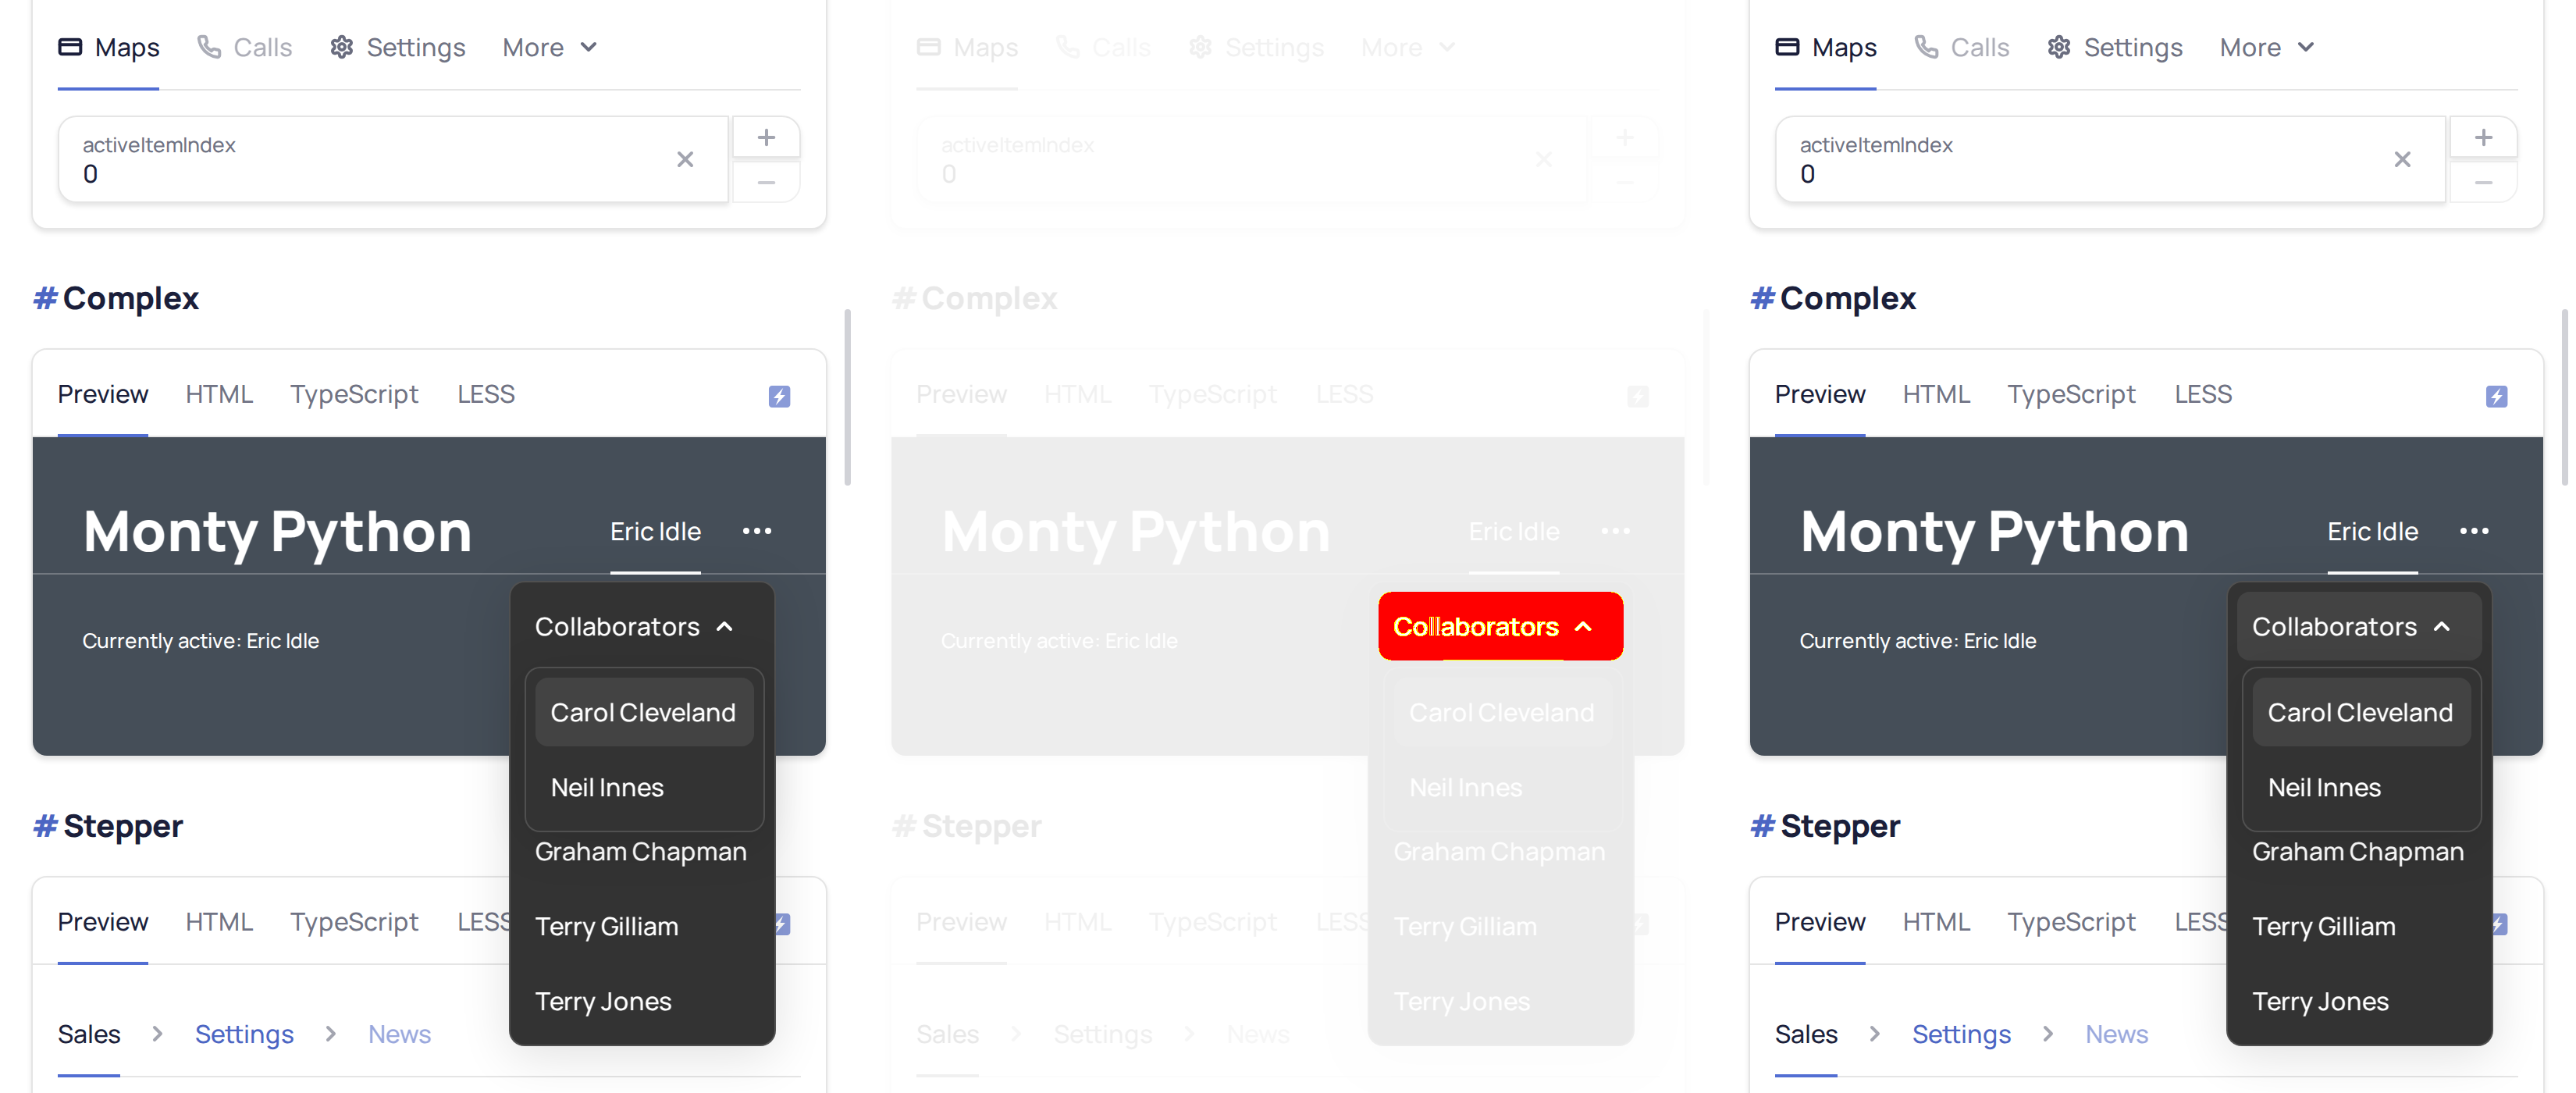 Maps Calls Settings More
activeItemIndex
0
# Complex
Preview HTML TypeScript LESS
Monty Python Eric Idle
Currently active: Eric Idle
Collaborators
Carol Cleveland
Neil Innes
Graham Chapman
Terry Gilliam
Terry Jones
# Stepper
Preview HTML TypeScript LESS
Sales Settings News
Maps Calls Settings More
activeItemIndex
0
# Complex
Preview HTML TypeScript LESS
Monty Python Eric Idle
Currently active: Eric Idle
Collaborators
Carol Cleveland
Neil Innes
Graham Chapman
Terry Gilliam
Terry Jones
# Stepper
Preview HTML TypeScript LESS
Sales Settings News
Maps Calls Settings More
activeItemIndex
0
# Complex
Preview HTML TypeScript LESS
Monty Python Eric Idle
Currently active: Eric Idle
Collaborators
Carol Cleveland
Neil Innes
Graham Chapman
Terry Gilliam
Terry Jones
# Stepper
Preview HTML TypeScript LESS
Sales Settings News